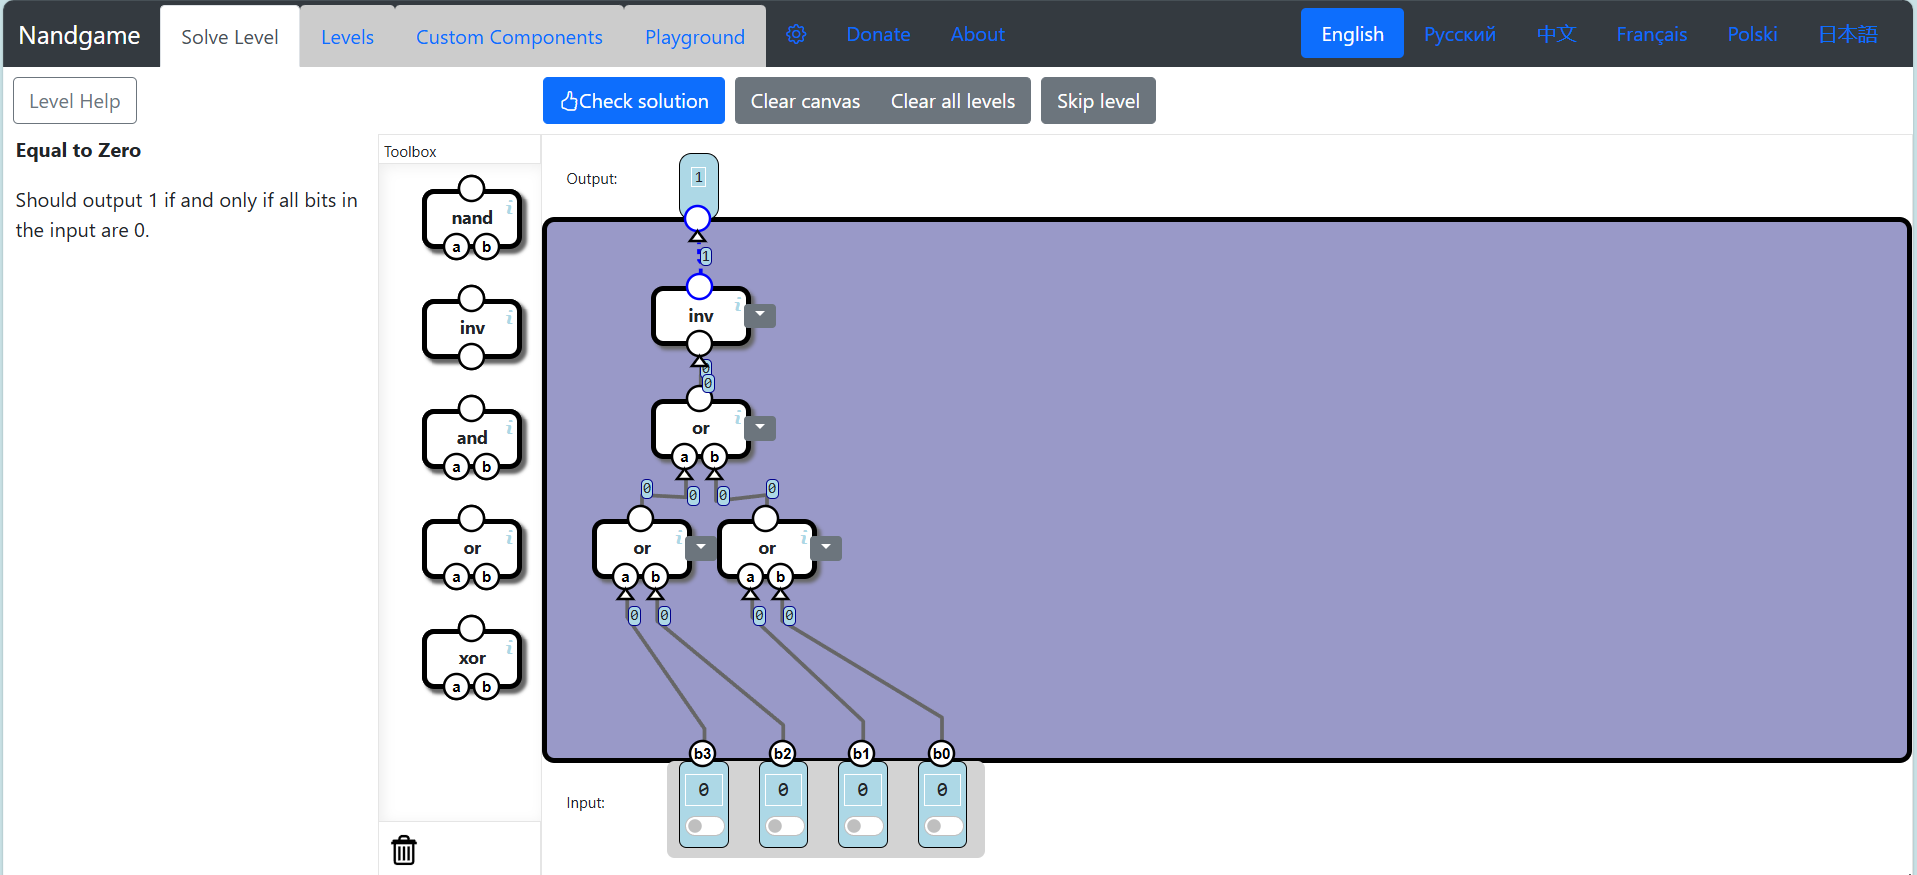 Nandgame
Solve Level
Levels
Custom Components
Playground
Donate
About
English
Русский
中文
Français
Polski
日本語
Level Help
Check solution
Clear canvas
Clear all levels
Skip level
Equal to Zero
Should output 1 if and only if all bits in
the input are 0.
Toolbox
nand
i
a b
inv
i
and
i
a b
or
i
a b
xor
i
a b
Output:
1
1
inv
i
0
0
or
i
a b
0 0 0 0
or
i
or
i
a b a b
0 0 0 0
b3 b2 b1 b0
Input:
0 0 0 0